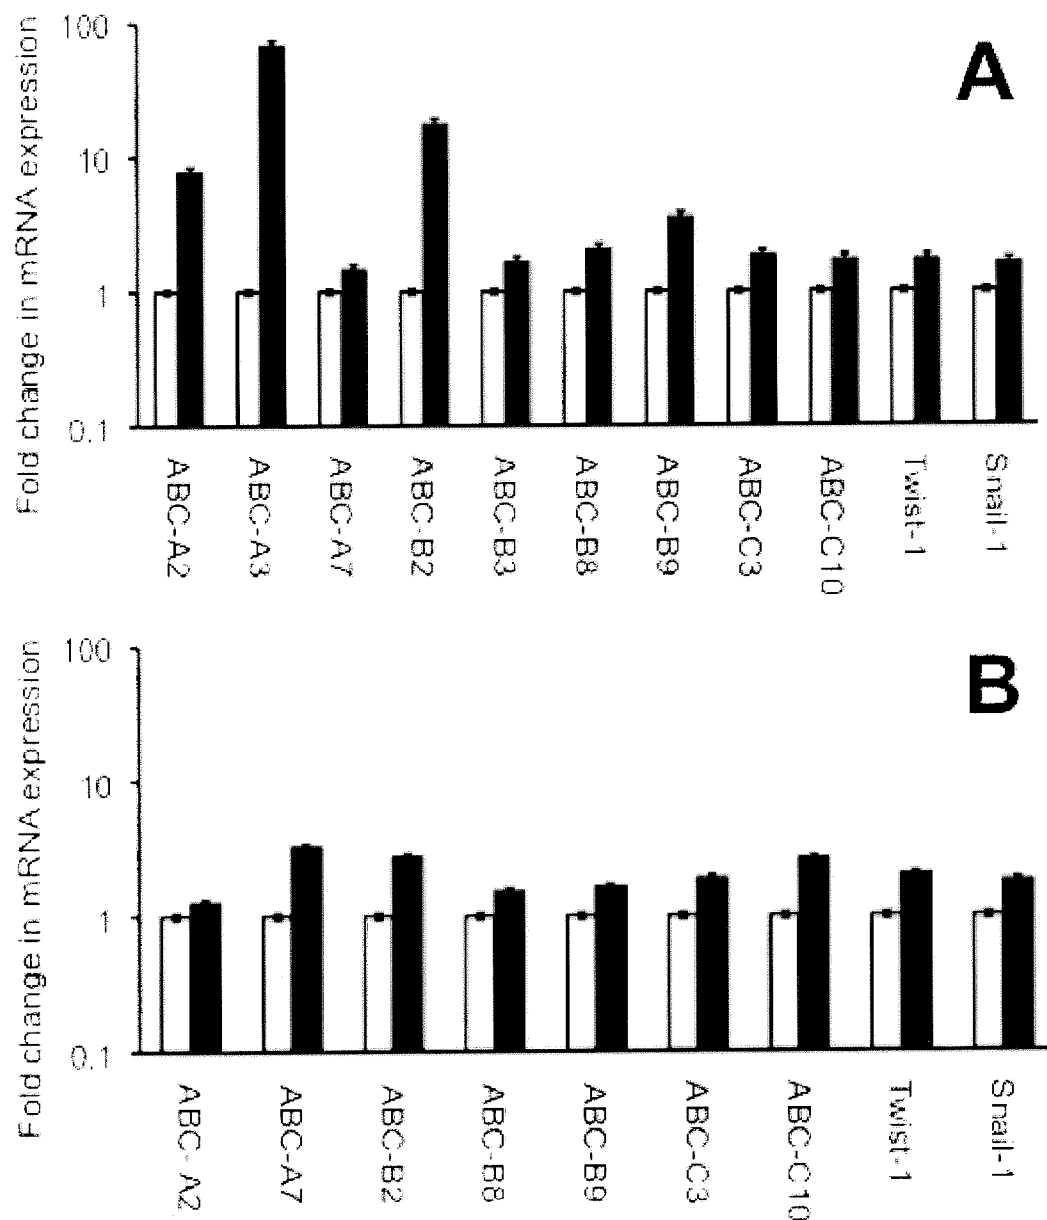 A
Fold change in mRNA expression
100
10
1
0.1
ABC-A2
ABC-A3
ABC-A7
ABC-B2
ABC-B3
ABC-B8
ABC-B9
ABC-C3
ABC-C10
Twist-1
Snail-1
B
Fold change in mRNA expression
100
10
1
0.1
ABC-A2
ABC-A7
ABC-B2
ABC-B8
ABC-B9
ABC-C3
ABC-C10
Twist-1
Snail-1